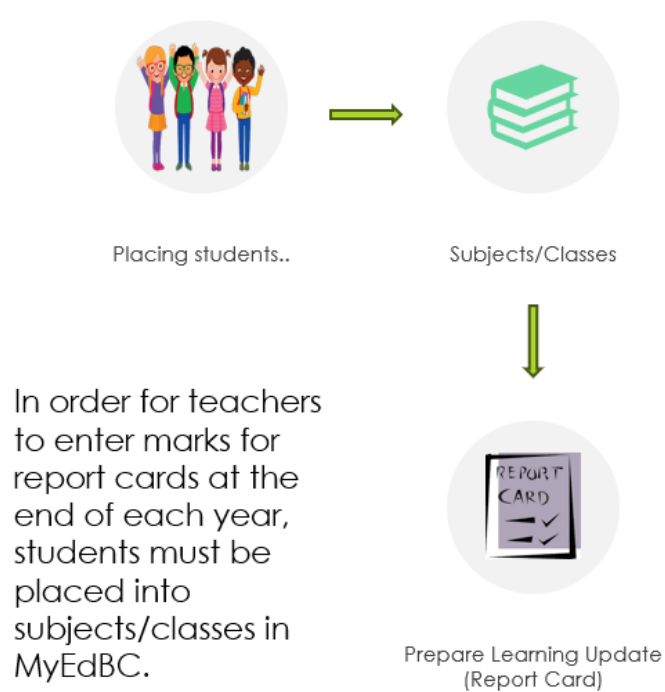 Placing students..
Subjects/Classes
In order for teachers
to enter marks for
report cards at the
end of each year,
students must be
placed into
subjects/classes in
MyEdBC.
REPORT
CARD
Prepare Learning Update
(Report Card)